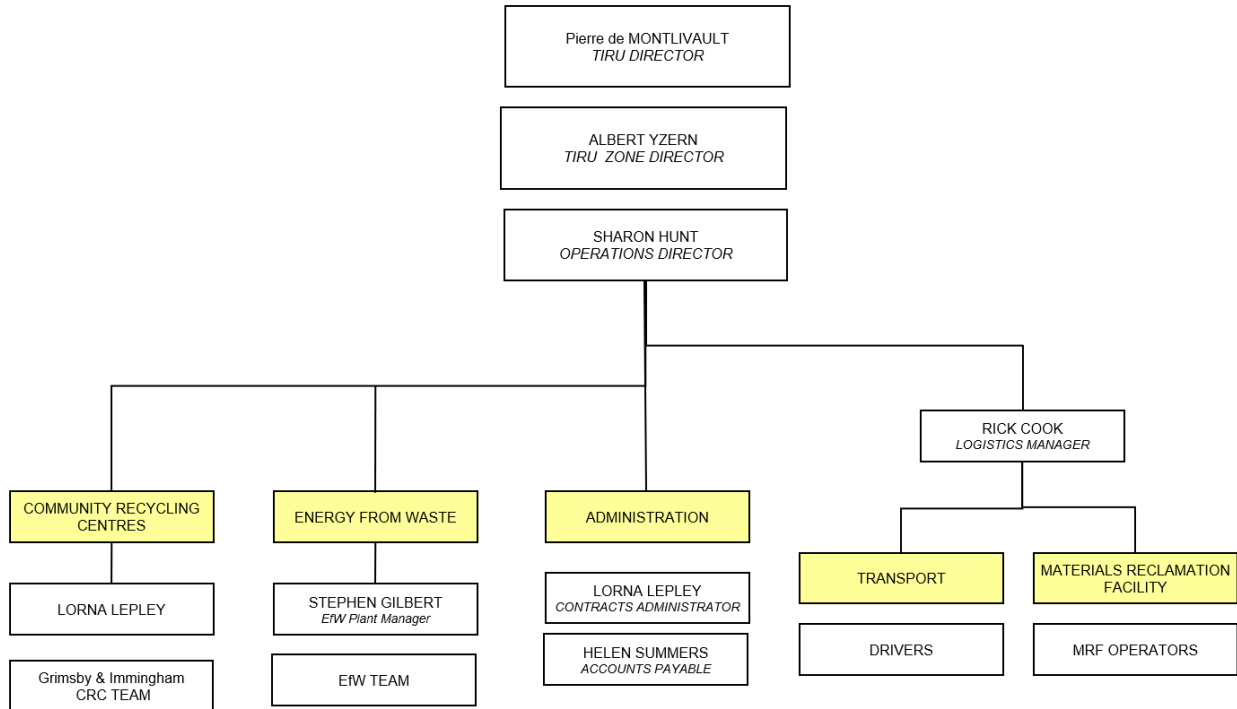 Pierre de MONTLIVAULT
TIRU DIRECTOR
ALBERT YZERN
TIRU ZONE DIRECTOR
SHARON HUNT
OPERATIONS DIRECTOR
RICK COOK
LOGISTICS MANAGER
COMMUNITY RECYCLING
CENTRES
ENERGY FROM WASTE
ADMINISTRATION
TRANSPORT
MATERIALS RECLAMATION
FACILITY
LORNA LEPLEY
STEPHEN GILBERT
EfW Plant Manager
LORNA LEPLEY
CONTRACTS ADMINISTRATOR
HELEN SUMMERS
ACCOUNTS PAYABLE
DRIVERS
MRF OPERATORS
Grimsby & Immingham
CRC TEAM
EfW TEAM